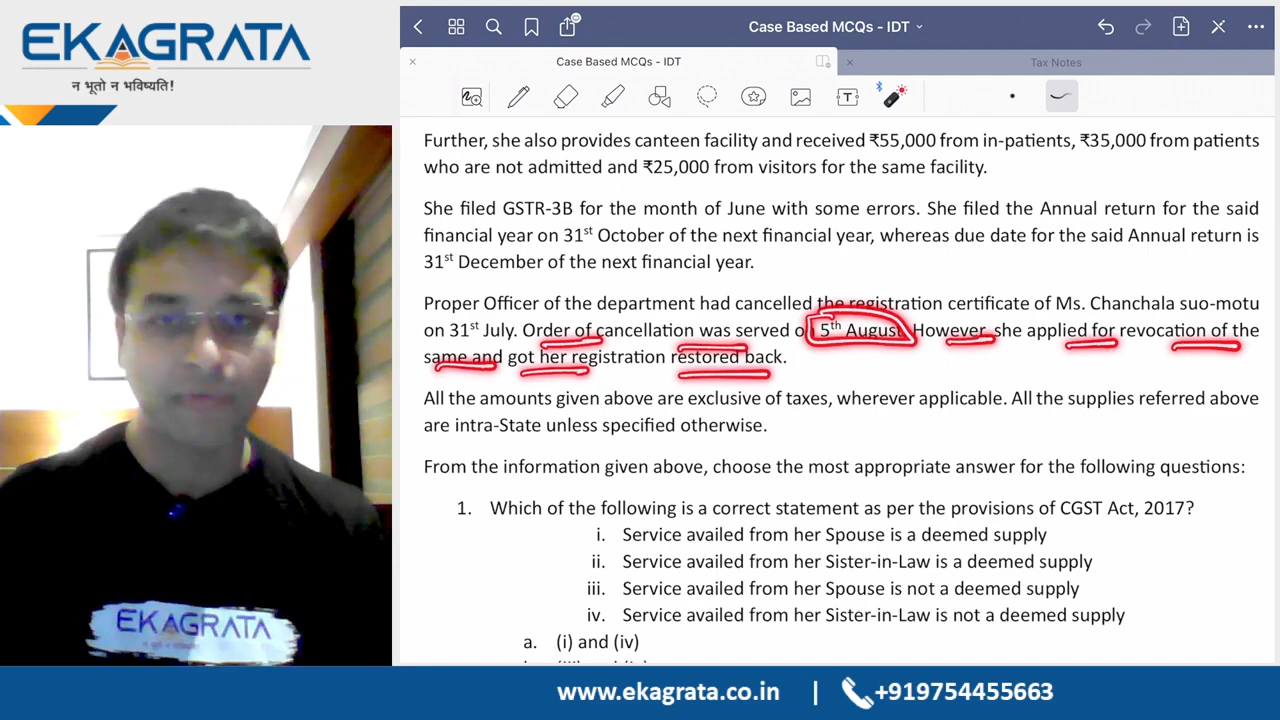 EKAGRATA
न भूतो न भविष्यति!
Case Based MCQs - IDT
Case Based MCQs - IDT
Tax Notes
Further, she also provides canteen facility and received ₹55,000 from in-patients, ₹35,000 from patients
who are not admitted and ₹25,000 from visitors for the same facility.
She filed GSTR-3B for the month of June with some errors. She filed the Annual return for the said
financial year on 31st October of the next financial year, whereas due date for the said Annual return is
31st December of the next financial year.
Proper Officer of the department had cancelled the registration certificate of Ms. Chanchala suo-motu
on 31st July. Order of cancellation was served on 5th August. However, she applied for revocation of the
same and got her registration restored back.
All the amounts given above are exclusive of taxes, wherever applicable. All the supplies referred above
are intra-State unless specified otherwise.
From the information given above, choose the most appropriate answer for the following questions:
1. Which of the following is a correct statement as per the provisions of CGST Act, 2017?
i. Service availed from her Spouse is a deemed supply
ii. Service availed from her Sister-in-Law is a deemed supply
iii. Service availed from her Spouse is not a deemed supply
iv. Service availed from her Sister-in-Law is not a deemed supply
a. (i) and (iv)
EKAGRATA
www.ekagrata.co.in | +919754455663